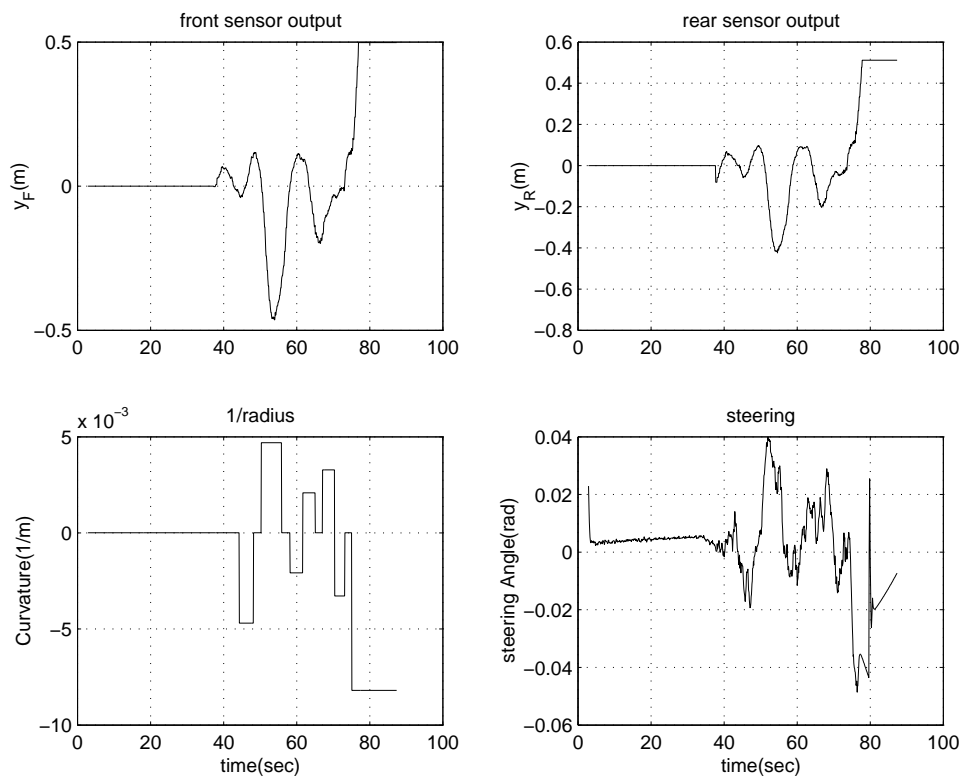 front sensor output
0.5
0
−0.5
y_F(m)
0 20 40 60 80 100
rear sensor output
0.6
0.4
0.2
0
−0.2
−0.4
−0.6
−0.8
y_R(m)
0 20 40 60 80 100
x 10^−3
1/radius
5
0
−5
−10
Curvature(1/m)
0 20 40 60 80 100
time(sec)
steering
0.04
0.02
0
−0.02
−0.04
−0.06
steering Angle(rad)
0 20 40 60 80 100
time(sec)